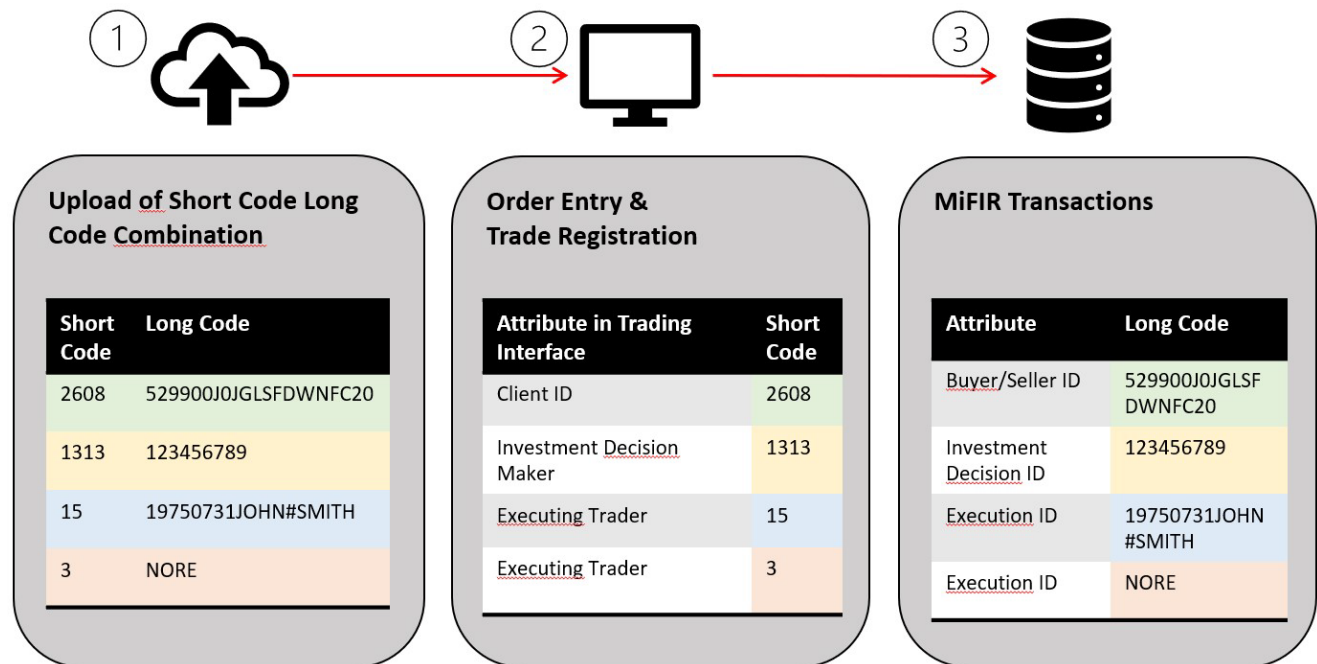 1
2
3
Upload of Short Code Long
Code Combination
Short
Code
Long Code
2608
529900J0JGLSFDWNFC20
1313
123456789
15
19750731JOHN#SMITH
3
NORE
Order Entry &
Trade Registration
Attribute in Trading
Interface
Short
Code
Client ID
2608
Investment Decision
Maker
1313
Executing Trader
15
Executing Trader
3
MiFIR Transactions
Attribute
Long Code
Buyer/Seller ID
529900J0JGLSF
DWNFC20
Investment
Decision ID
123456789
Execution ID
19750731JOHN
#SMITH
Execution ID
NORE